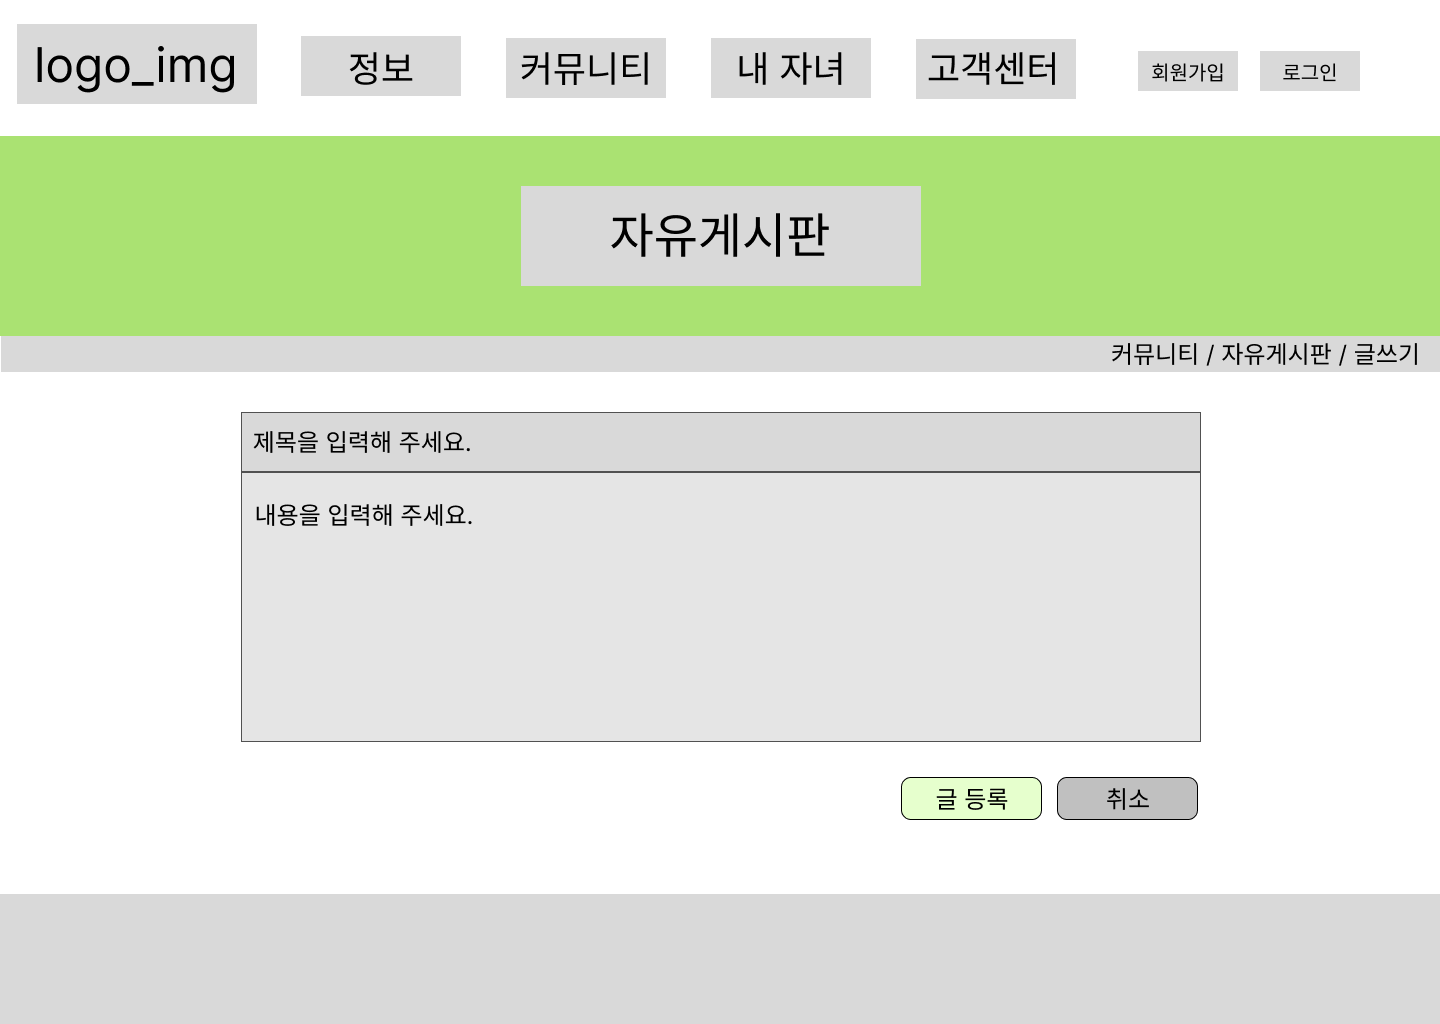 logo_img
정보
커뮤니티
내 자녀
고객센터
회원가입
로그인
자유게시판
커뮤니티 / 자유게시판 / 글쓰기
제목을 입력해 주세요.
내용을 입력해 주세요.
글 등록
취소